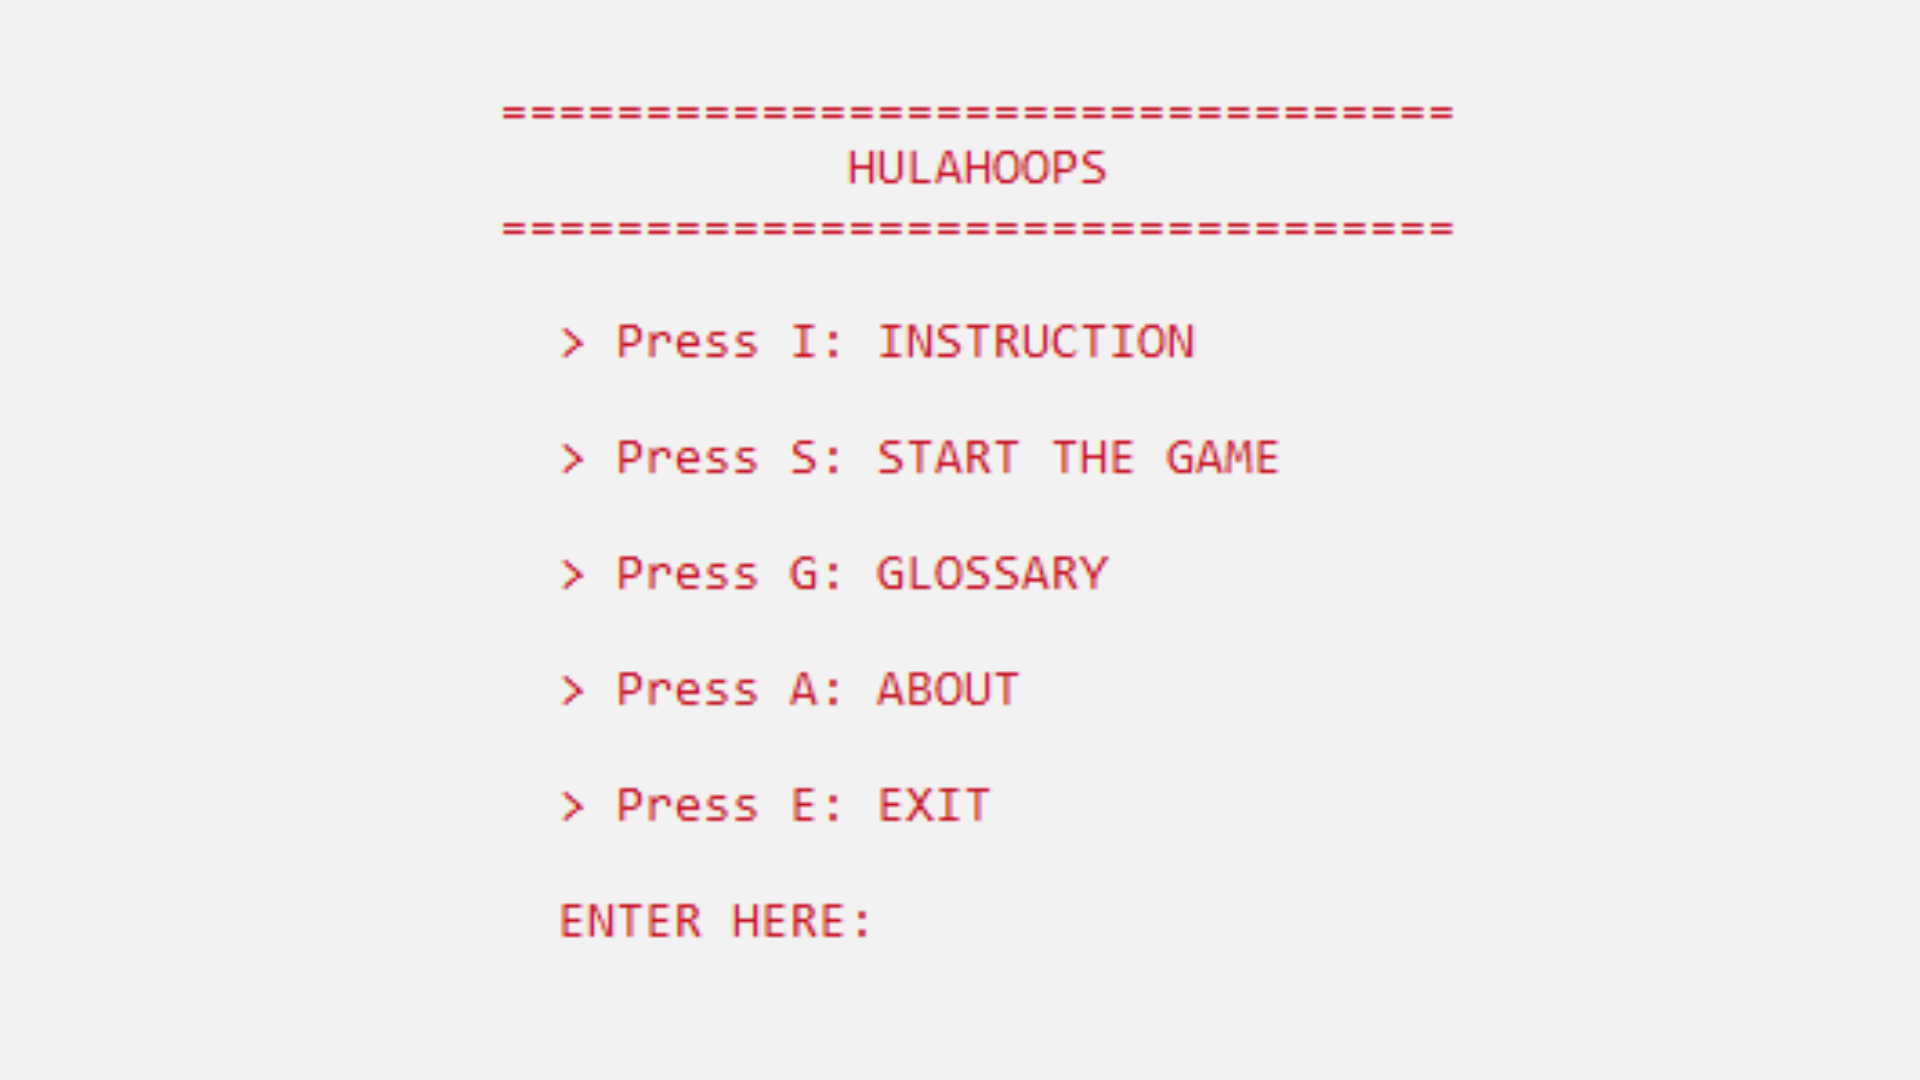 =================================
HULAHOOPS
=================================
> Press I: INSTRUCTION
> Press S: START THE GAME
> Press G: GLOSSARY
> Press A: ABOUT
> Press E: EXIT
ENTER HERE: